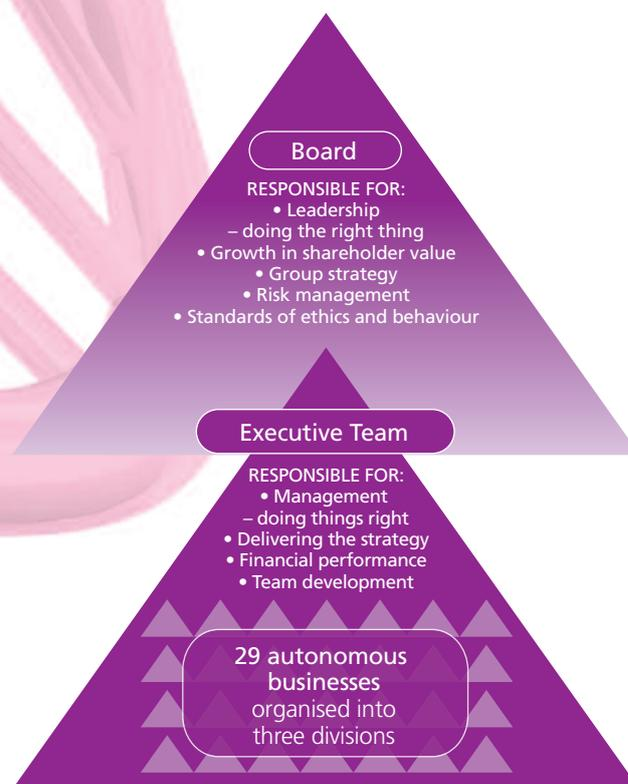 Board
RESPONSIBLE FOR:
• Leadership
– doing the right thing
• Growth in shareholder value
• Group strategy
• Risk management
• Standards of ethics and behaviour
Executive Team
RESPONSIBLE FOR:
• Management
– doing things right
• Delivering the strategy
• Financial performance
• Team development
29 autonomous
businesses
organised into
three divisions